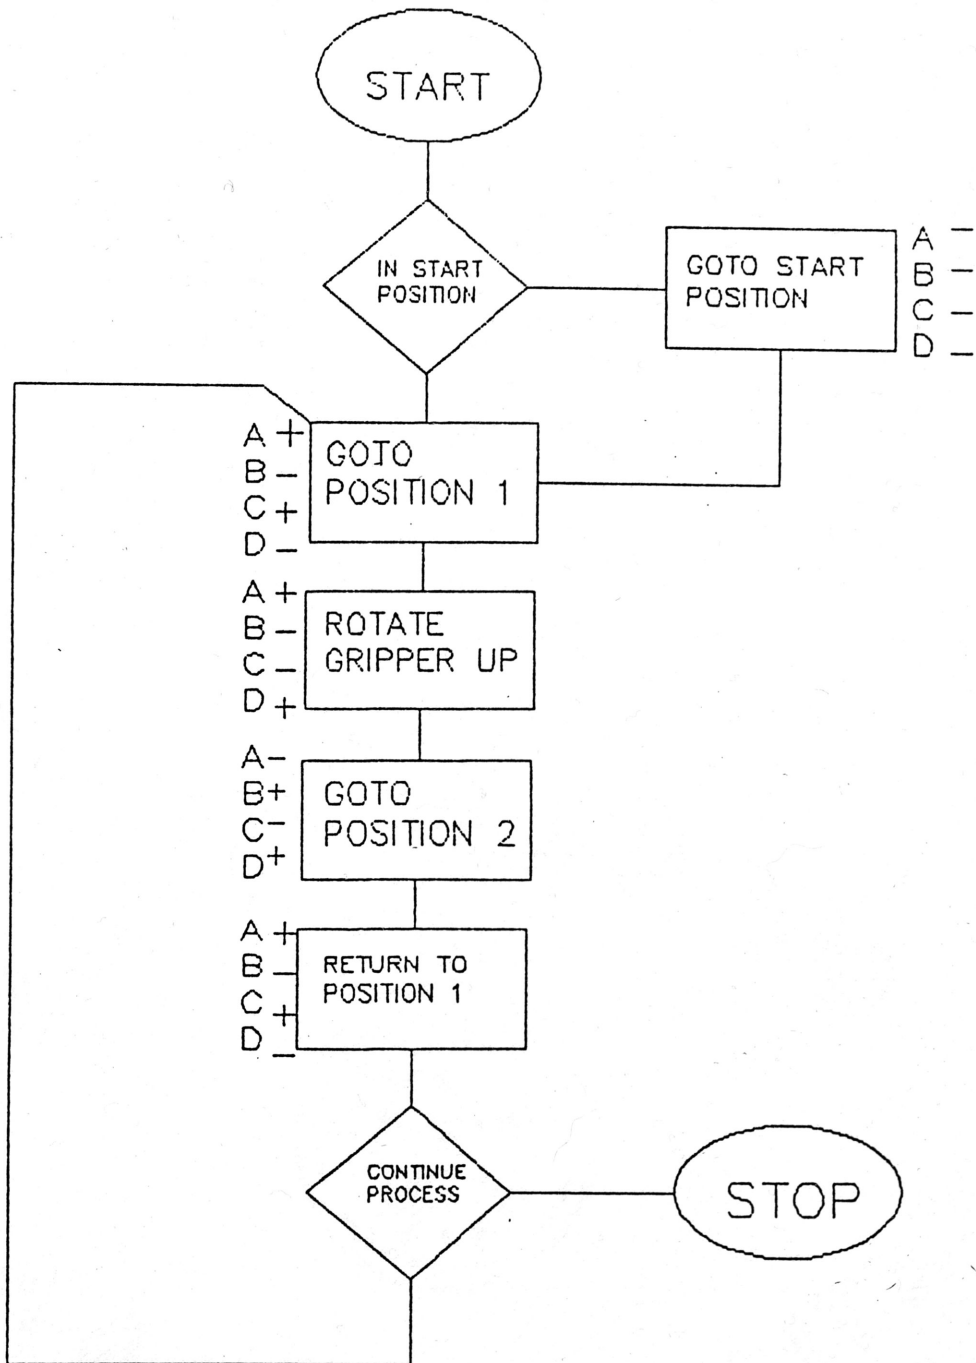 START
IN START
POSITION
GOTO START
POSITION
A -
B -
C -
D -
A +
B -
C +
D -
GOTO
POSITION 1
A +
B -
C -
D +
ROTATE
GRIPPER UP
A-
B+
C-
D+
GOTO
POSITION 2
A +
B -
C +
D -
RETURN TO
POSITION 1
CONTINUE
PROCESS
STOP